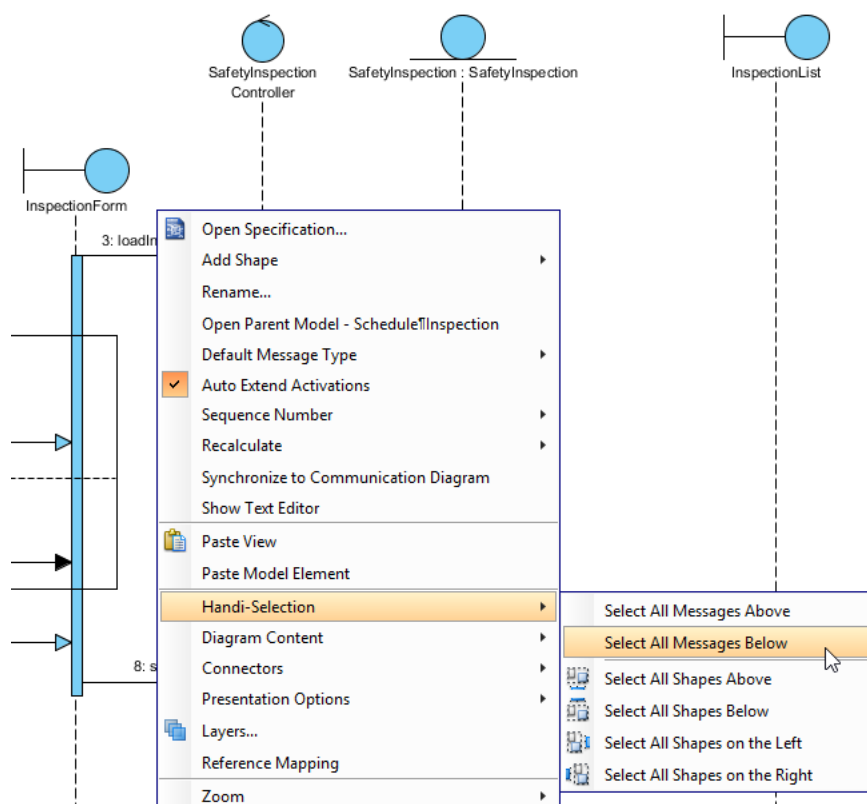 SafetyInspection
Controller
SafetyInspection : SafetyInspection
InspectionList
InspectionForm
3: loadIn
Open Specification...
Add Shape
Rename...
Open Parent Model - Schedule¶Inspection
Default Message Type
Auto Extend Activations
Sequence Number
Recalculate
Synchronize to Communication Diagram
Show Text Editor
Paste View
Paste Model Element
Handi-Selection
Diagram Content
8: s
Connectors
Presentation Options
Layers...
Reference Mapping
Zoom
Select All Messages Above
Select All Messages Below
Select All Shapes Above
Select All Shapes Below
Select All Shapes on the Left
Select All Shapes on the Right